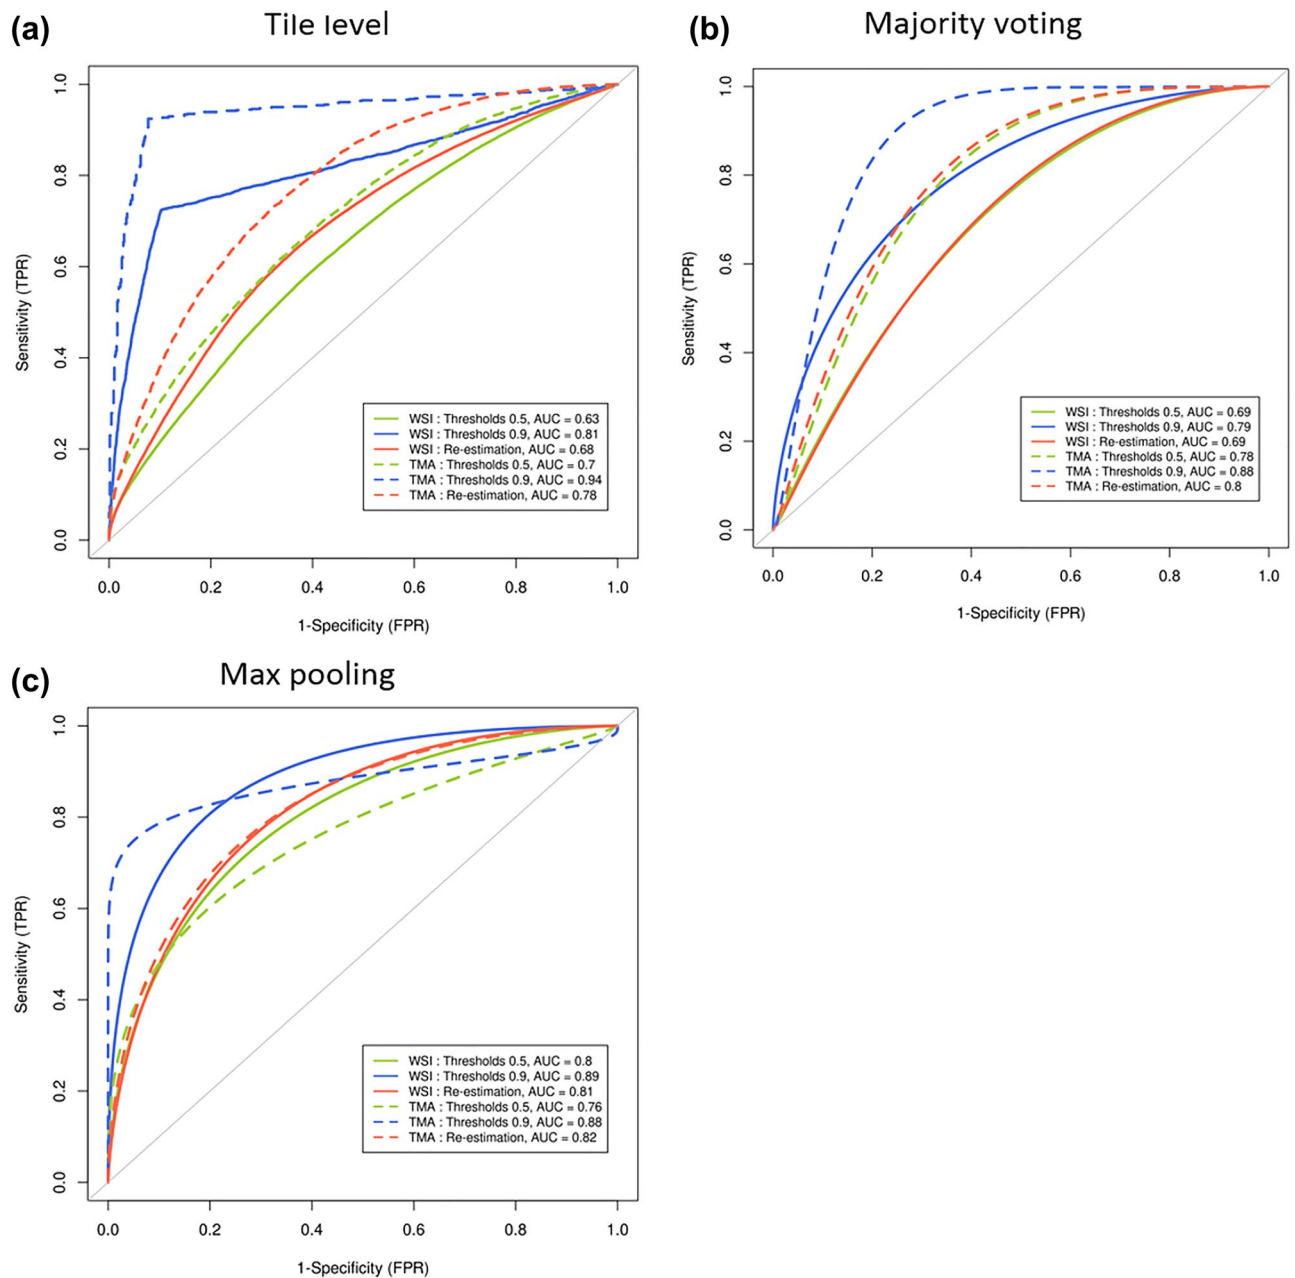 (a)
Tile level
1.0
0.8
0.6
0.4
0.2
0.0
Sensitivity (TPR)
WSI : Thresholds 0.5, AUC = 0.63
WSI : Thresholds 0.9, AUC = 0.81
WSI : Re-estimation, AUC = 0.68
TMA : Thresholds 0.5, AUC = 0.7
TMA : Thresholds 0.9, AUC = 0.94
TMA : Re-estimation, AUC = 0.78
0.0 0.2 0.4 0.6 0.8 1.0
1-Specificity (FPR)
(b)
Majority voting
1.0
0.8
0.6
0.4
0.2
0.0
Sensitivity (TPR)
WSI : Thresholds 0.5, AUC = 0.69
WSI : Thresholds 0.9, AUC = 0.79
WSI : Re-estimation, AUC = 0.69
TMA : Thresholds 0.5, AUC = 0.78
TMA : Thresholds 0.9, AUC = 0.88
TMA : Re-estimation, AUC = 0.8
0.0 0.2 0.4 0.6 0.8 1.0
1-Specificity (FPR)
(c)
Max pooling
1.0
0.8
0.6
0.4
0.2
0.0
Sensitivity (TPR)
WSI : Thresholds 0.5, AUC = 0.8
WSI : Thresholds 0.9, AUC = 0.89
WSI : Re-estimation, AUC = 0.81
TMA : Thresholds 0.5, AUC = 0.76
TMA : Thresholds 0.9, AUC = 0.88
TMA : Re-estimation, AUC = 0.82
0.0 0.2 0.4 0.6 0.8 1.0
1-Specificity (FPR)